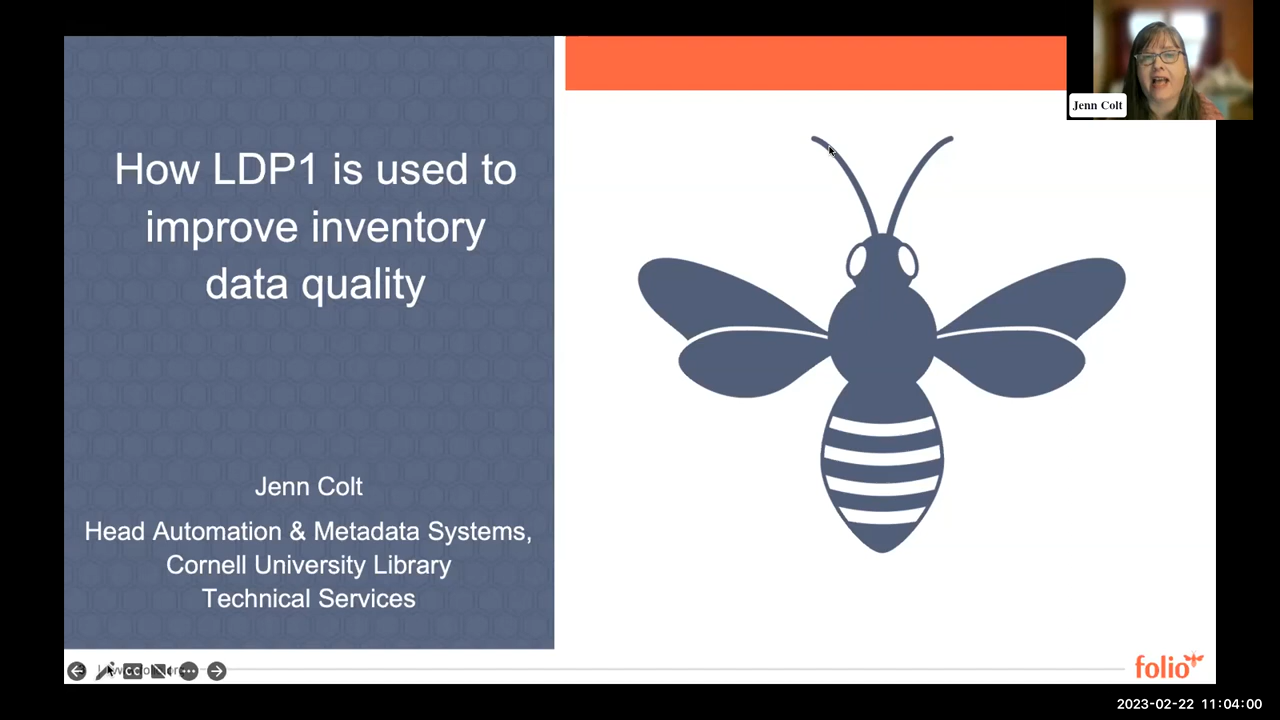 How LDP1 is used to
improve inventory
data quality
Jenn Colt
Head Automation & Metadata Systems,
Cornell University Library
Technical Services
Jenn Colt
CC
folio
2023-02-22 11:04:00